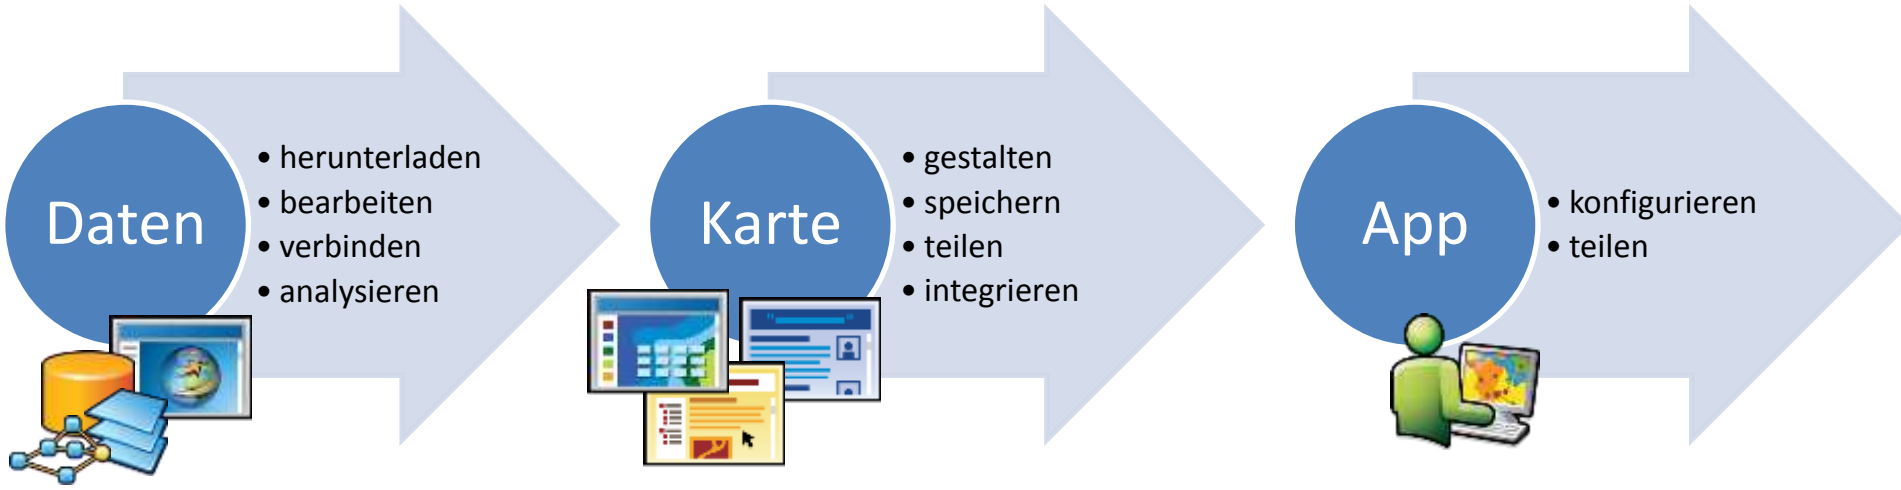 Daten
• herunterladen
• bearbeiten
• verbinden
• analysieren
Karte
• gestalten
• speichern
• teilen
• integrieren
App
• konfigurieren
• teilen